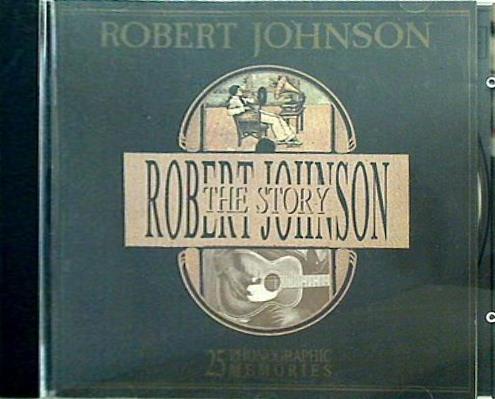 ROBERT JOHNSON
ROBERT JOHNSON
THE STORY
25 PHONOGRAPHIC
MEMORIES